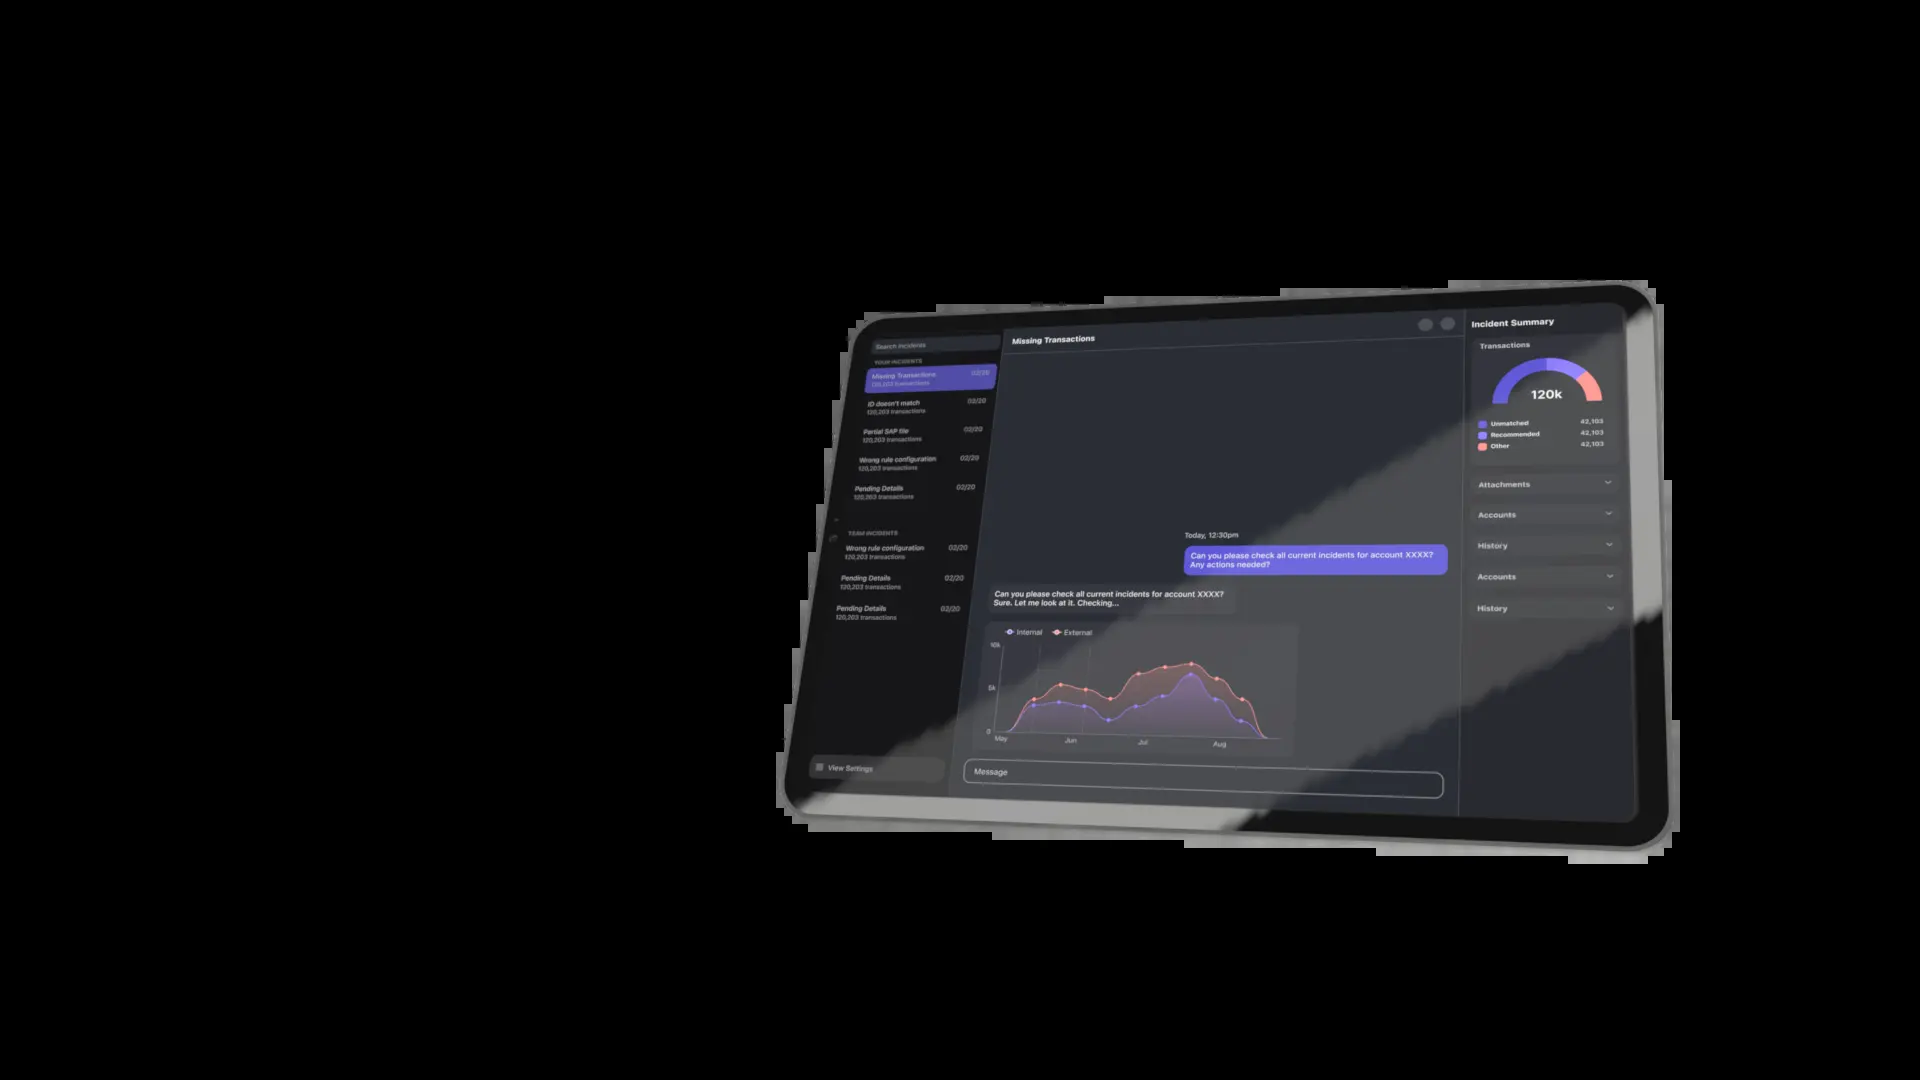 Search incidents
YOUR INCIDENTS
Missing Transactions 02/20
120,203 transactions
ID doesn't match 02/20
120,203 transactions
Partial SAP file 02/20
120,203 transactions
Wrong rule configuration 02/20
120,203 transactions
Pending Details 02/20
120,203 transactions
TEAM INCIDENTS
Wrong rule configuration 02/20
120,203 transactions
Pending Details 02/20
120,203 transactions
Pending Details 02/20
120,203 transactions
View Settings
Missing Transactions
Today, 12:30pm
Can you please check all current incidents for account XXXX?
Any actions needed?
Can you please check all current incidents for account XXXX?
Sure. Let me look at it. Checking...
Internal External
10k
5k
0
May Jun Jul Aug
Message
Incident Summary
Transactions
120k
Unmatched 42,103
Recommended 42,103
Other 42,103
Attachments
Accounts
History
Accounts
History